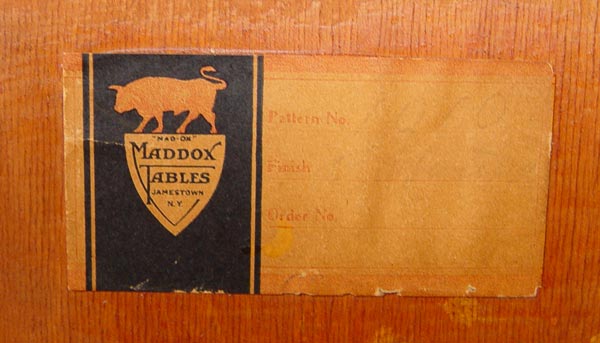 "MAD-OX"
MADDOX
TABLES
JAMESTOWN
N.Y.
Pattern No.
Finish
Order No.